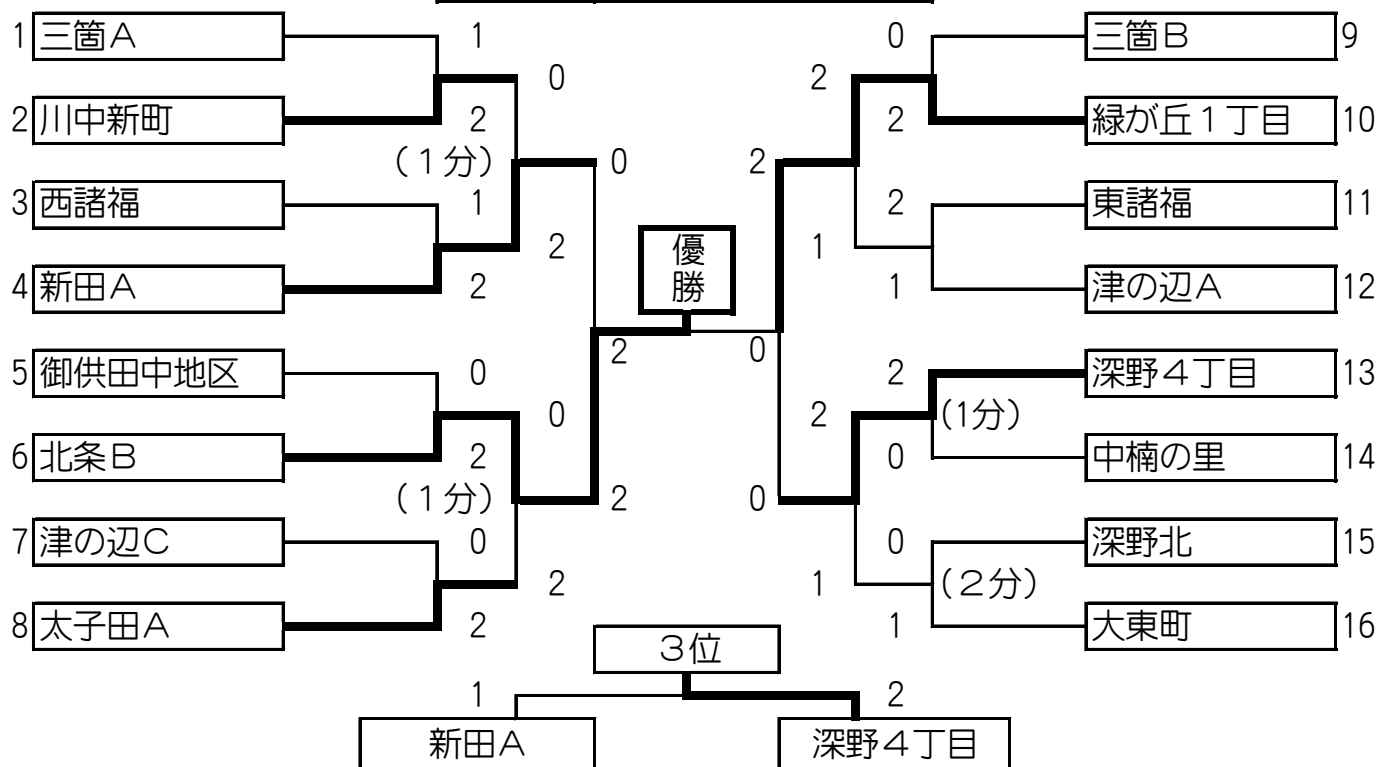 1 三箇A 1 0 三箇B 9
0 2
2 川中新町 2 2 緑が丘1丁目 10
(1分) 0 2
3 西諸福 1 2 東諸福 11
2 優勝 1
4 新田A 2 1 津の辺A 12
2 0
5 御供田中地区 0 2 深野4丁目 13
0 2 (1分)
6 北条B 2 0 中楠の里 14
(1分) 2 0
7 津の辺C 0 0 深野北 15
2 1 (2分)
8 太子田A 2 1 大東町 16
3位
1 2
新田A 深野4丁目